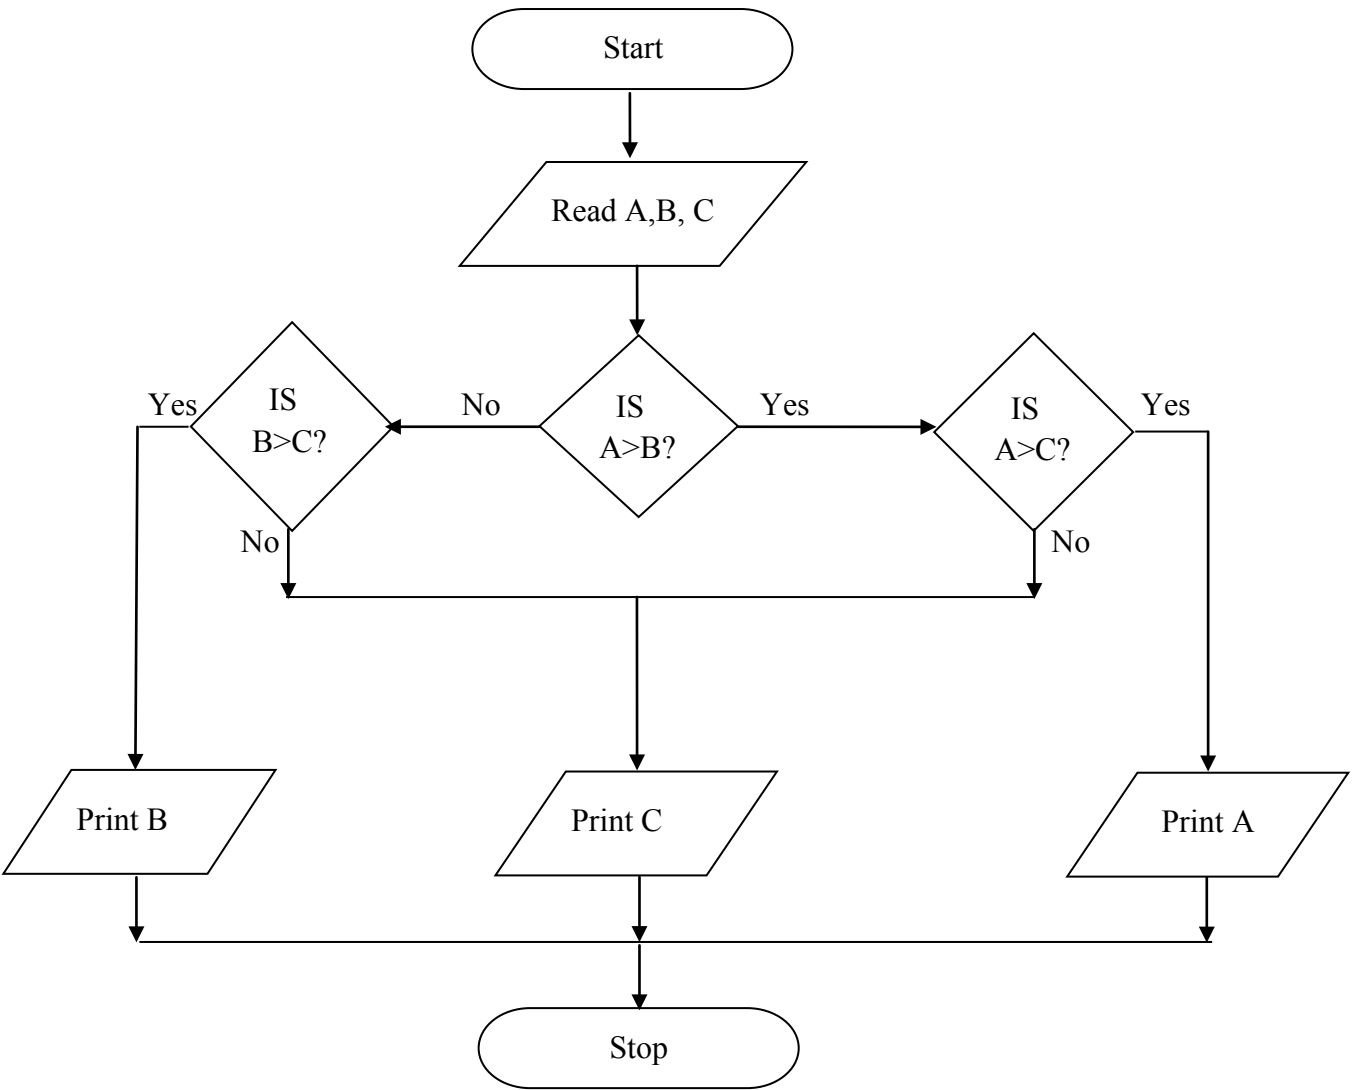 Start
Read A,B, C
Yes
IS
B>C?
No
IS
A>B?
Yes
IS
A>C?
Yes
No
No
Print B
Print C
Print A
Stop